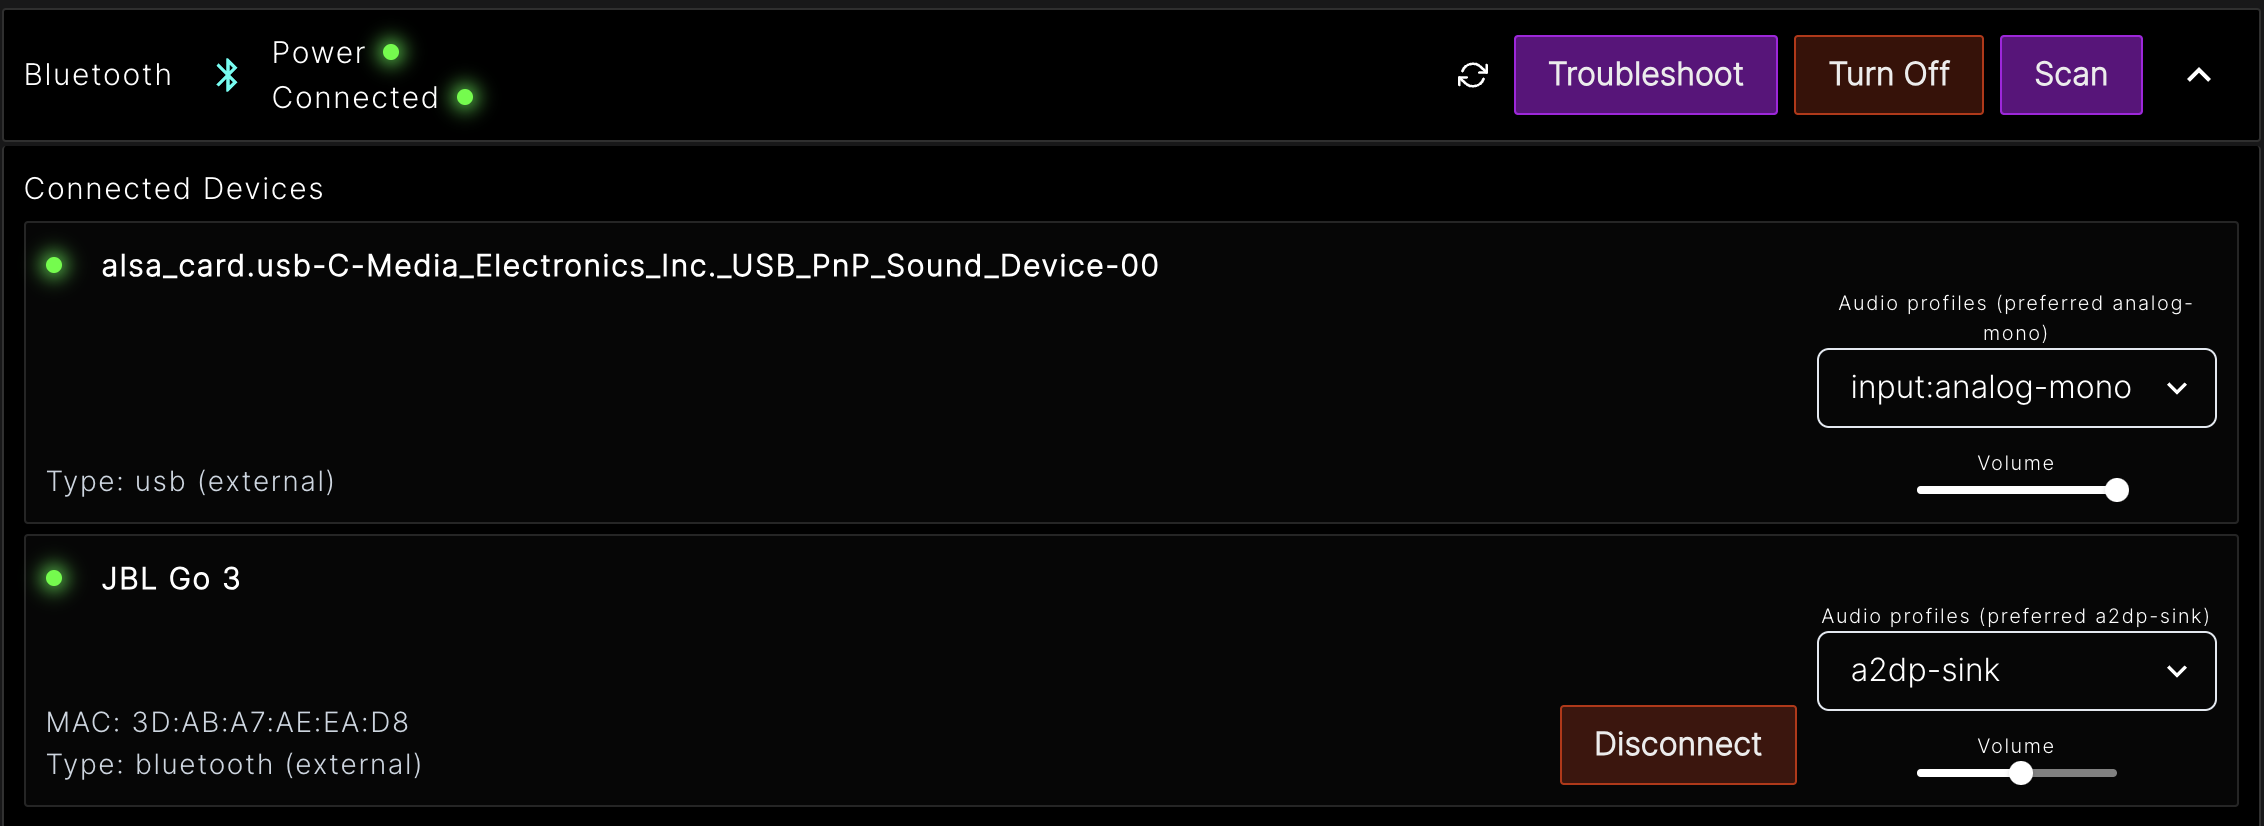 Bluetooth
Power
Connected
Troubleshoot
Turn Off
Scan
Connected Devices
alsa_card.usb-C-Media_Electronics_Inc._USB_PnP_Sound_Device-00
Audio profiles (preferred analog-
mono)
input:analog-mono
Volume
Type: usb (external)
JBL Go 3
Audio profiles (preferred a2dp-sink)
a2dp-sink
MAC: 3D:AB:A7:AE:EA:D8
Disconnect
Volume
Type: bluetooth (external)